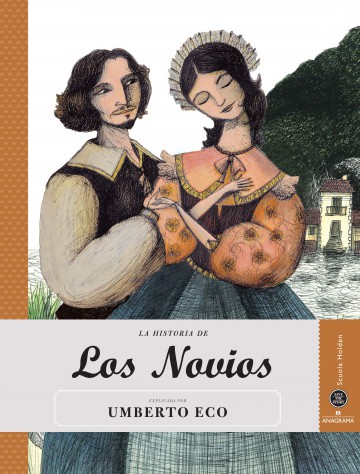 LA HISTORIA DE
Los Novios
EXPLICADA POR
UMBERTO ECO
Scuola Holden
ANAGRAMA